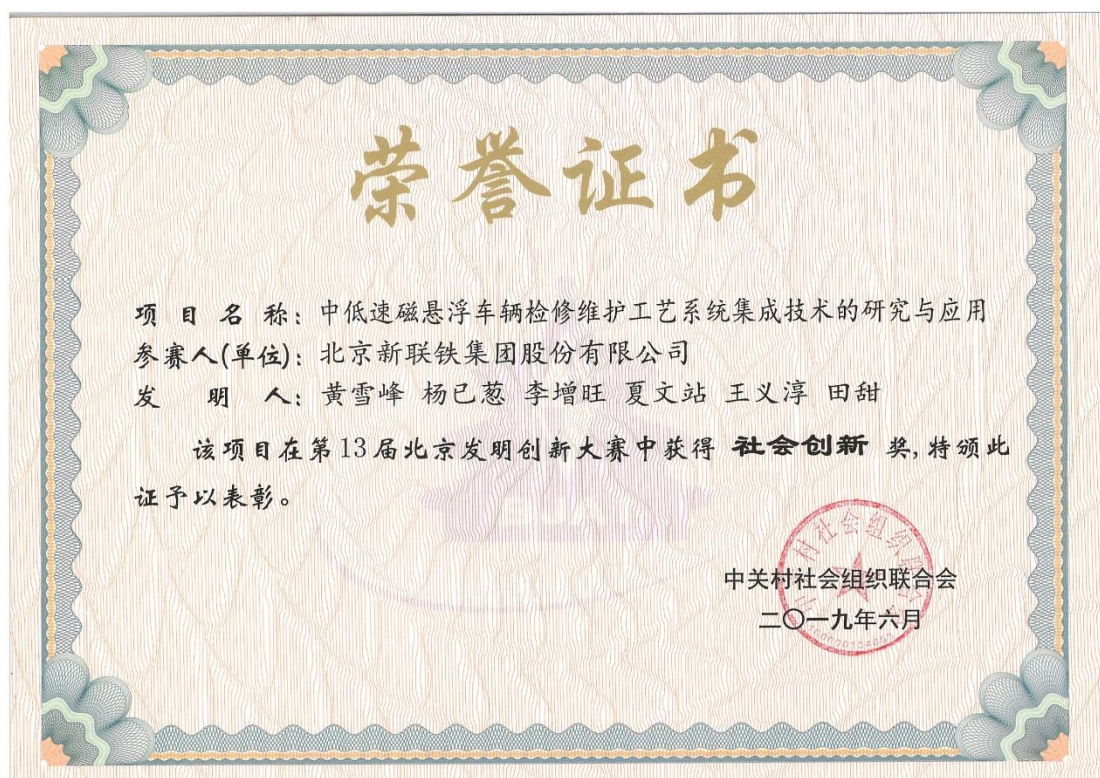 荣誉证书
项目名称：中低速磁悬浮车辆检修维护工艺系统集成技术的研究与应用
参赛人(单位)：北京新联铁集团股份有限公司
发明人：黄雪峰 杨已葱 李增旺 夏文站 王义淳 田甜
该项目在第13届北京发明创新大赛中获得 社会创新 奖,特颁此
证予以表彰。
中关村社会组织联合会
二〇一九年六月